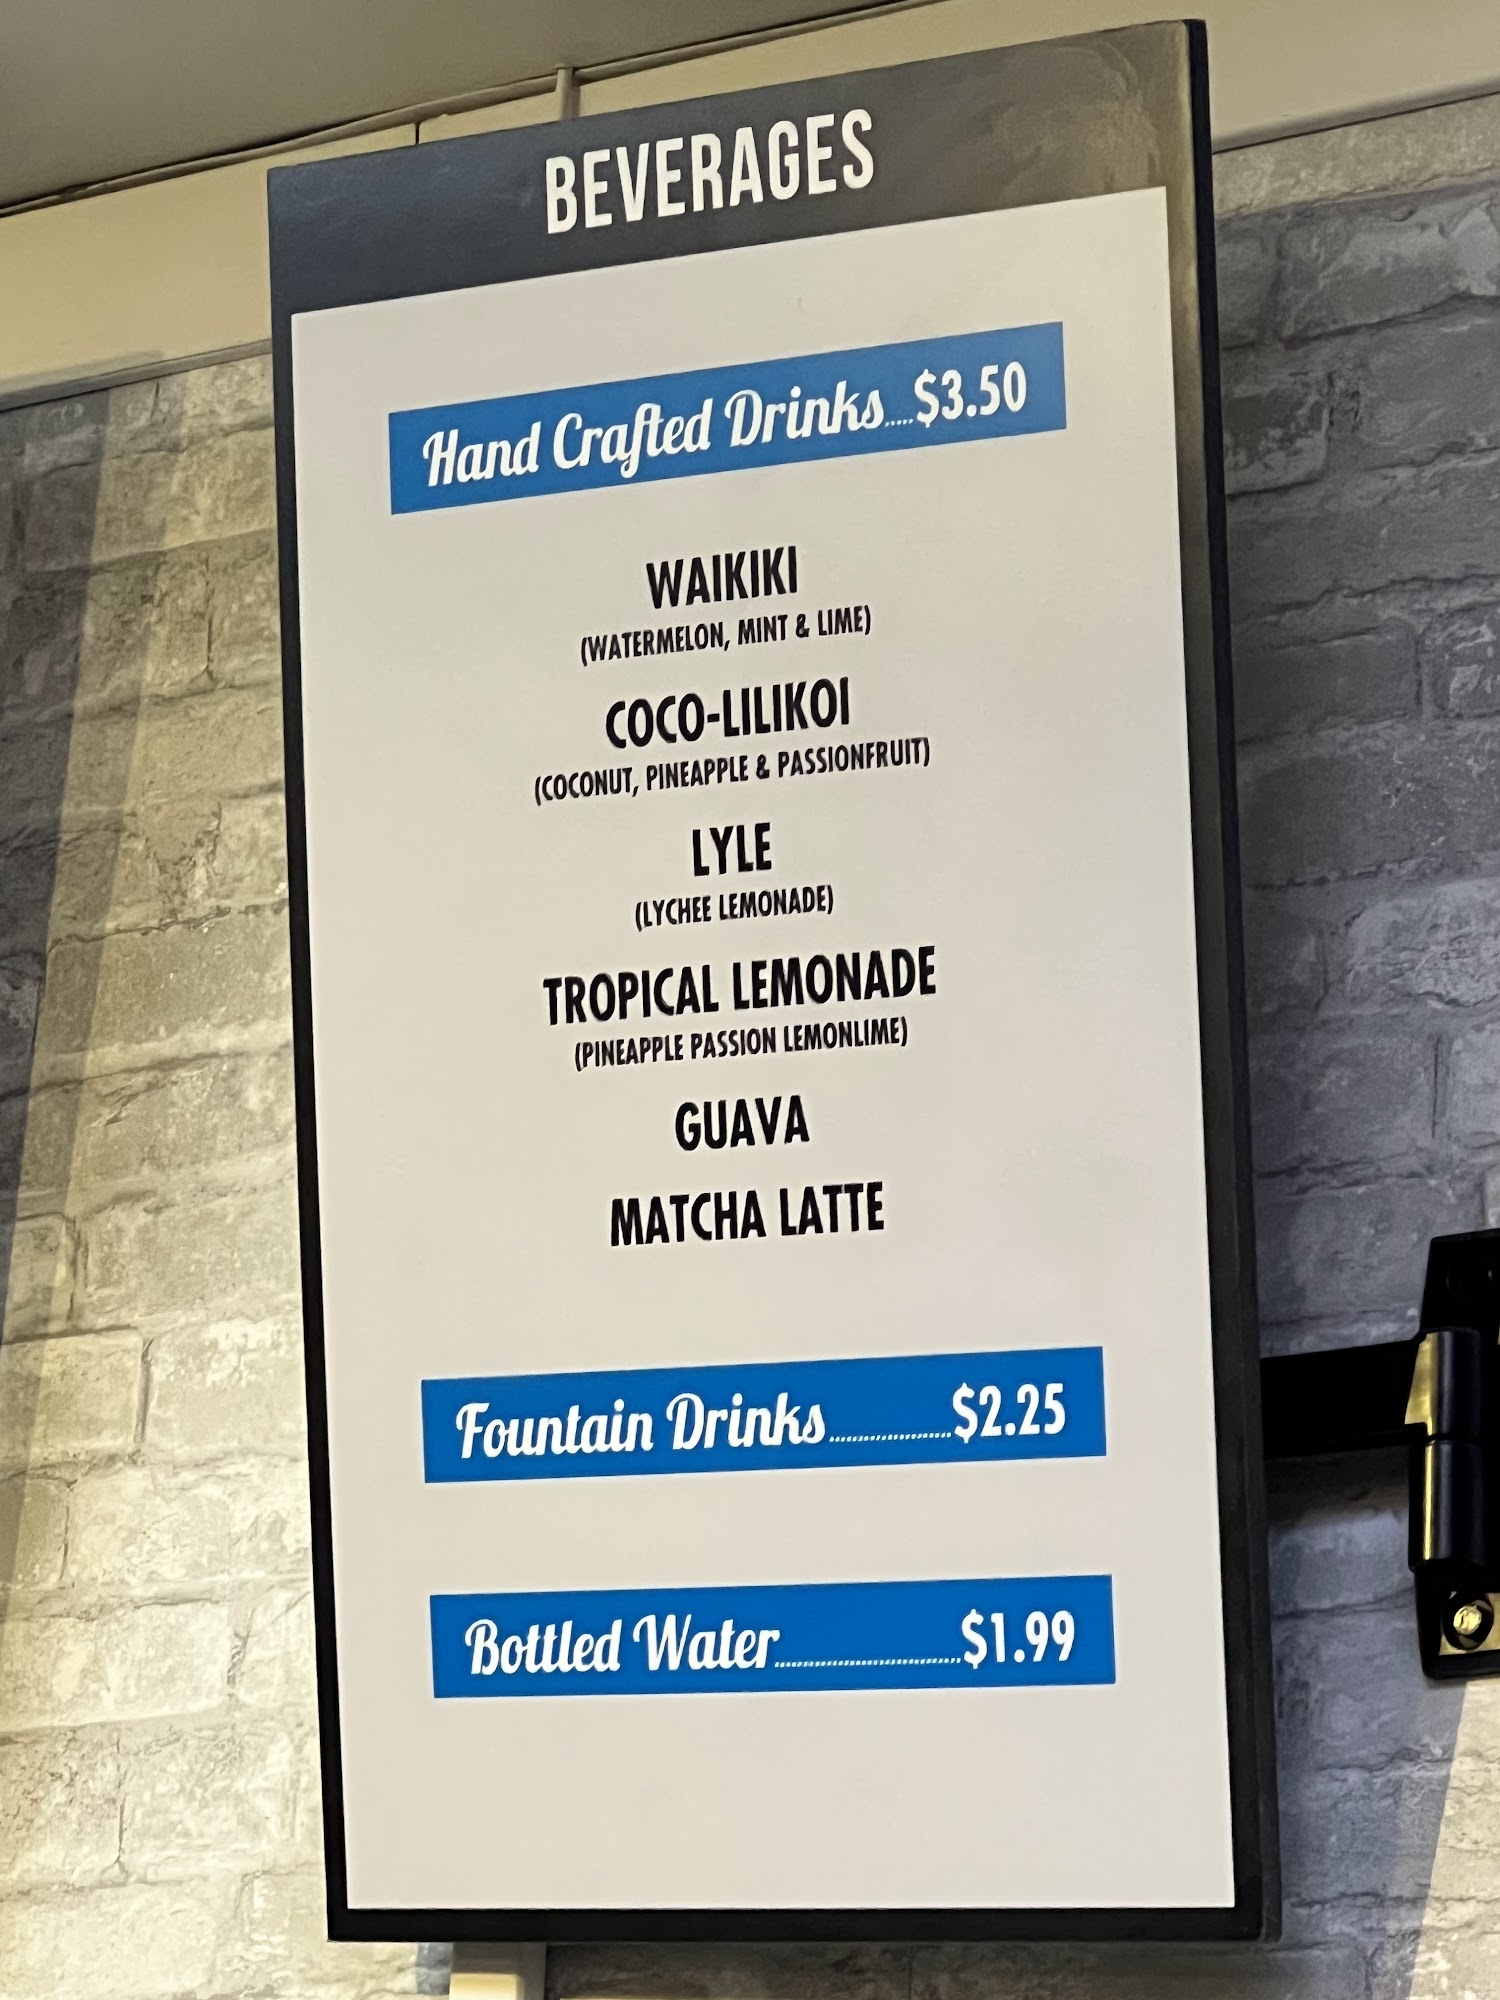 BEVERAGES
Hand Crafted Drinks.....$3.50
WAIKIKI
(WATERMELON, MINT & LIME)
COCO-LILIKOI
(COCONUT, PINEAPPLE & PASSIONFRUIT)
LYLE
(LYCHEE LEMONADE)
TROPICAL LEMONADE
(PINEAPPLE PASSION LEMONLIME)
GUAVA
MATCHA LATTE
Fountain Drinks.....................$2.25
Bottled Water................................$1.99